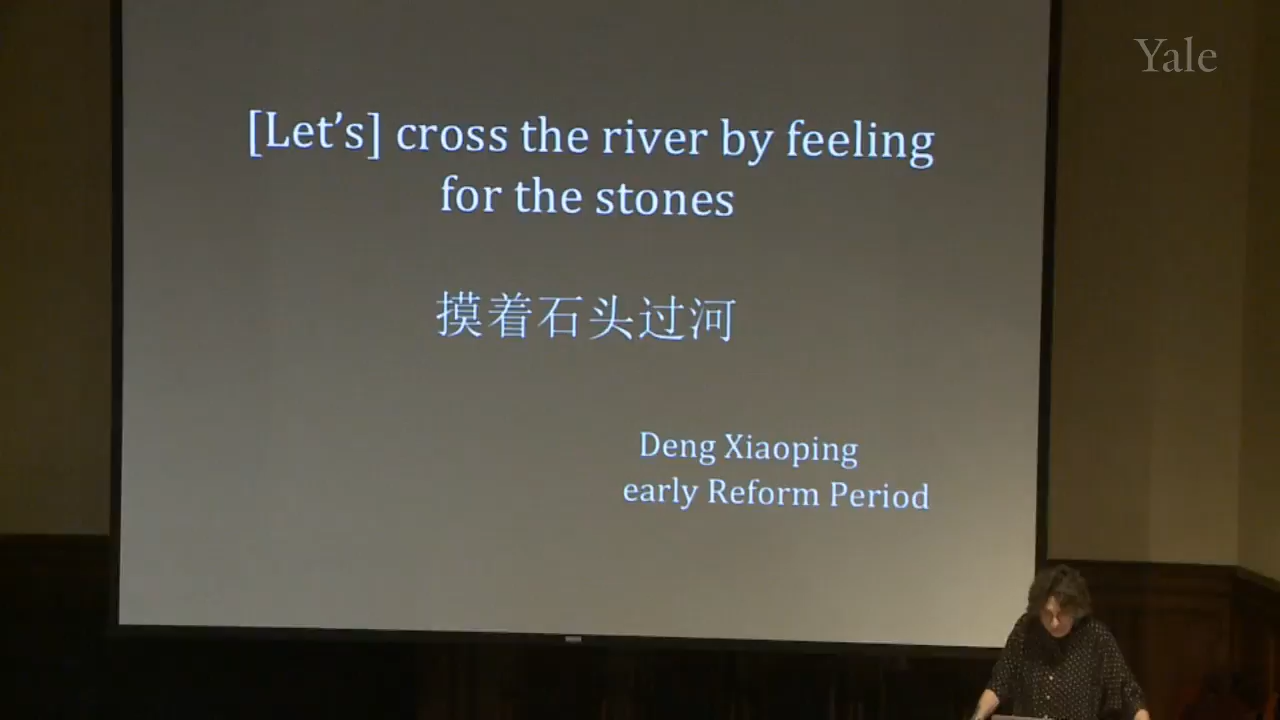 Yale
[Let’s] cross the river by feeling
for the stones
摸着石头过河
Deng Xiaoping
early Reform Period